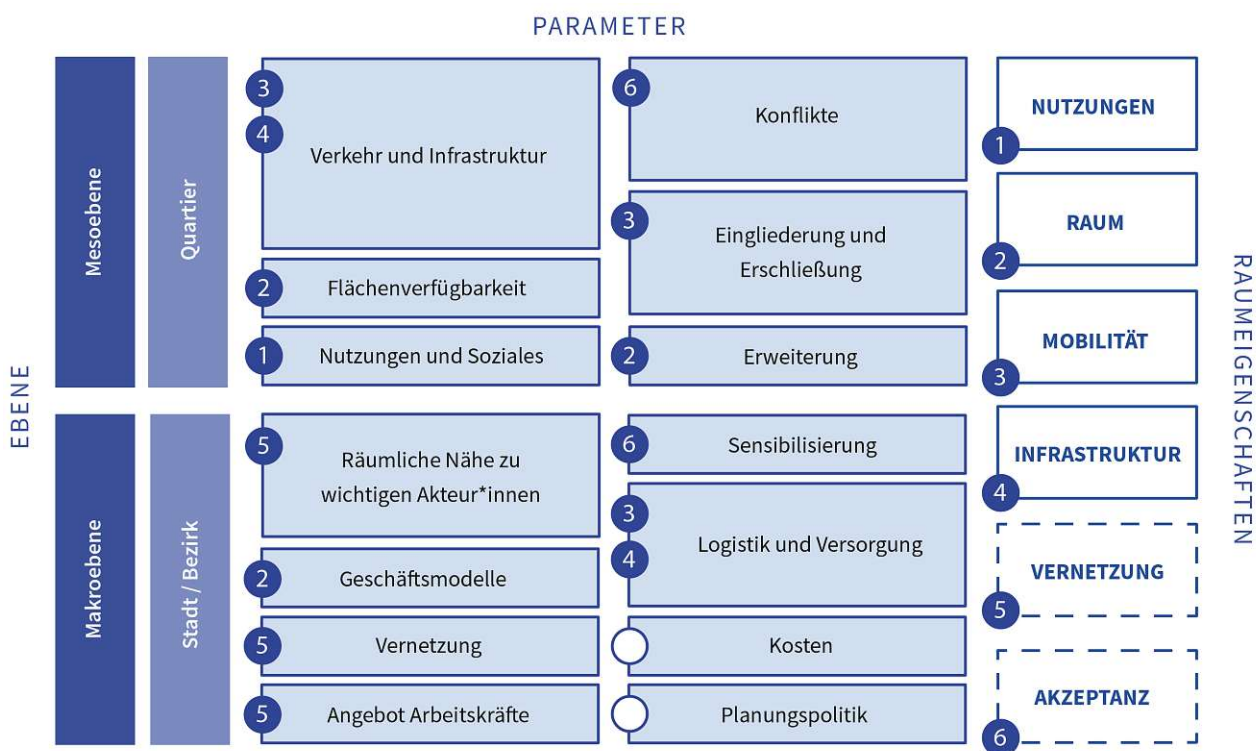 PARAMETER
EBENE
Mesoebene
Quartier
3
4
Verkehr und Infrastruktur
2
Flächenverfügbarkeit
1
Nutzungen und Soziales
6
Konflikte
3
Eingliederung und
Erschließung
2
Erweiterung
Makroebene
Stadt / Bezirk
5
Räumliche Nähe zu
wichtigen Akteur*innen
2
Geschäftsmodelle
5
Vernetzung
5
Angebot Arbeitskräfte
6
Sensibilisierung
3
4
Logistik und Versorgung
Kosten
Planungspolitik
RAUMEIGENSCHAFTEN
NUTZUNGEN
1
RAUM
2
MOBILITÄT
3
INFRASTRUKTUR
4
VERNETZUNG
5
AKZEPTANZ
6